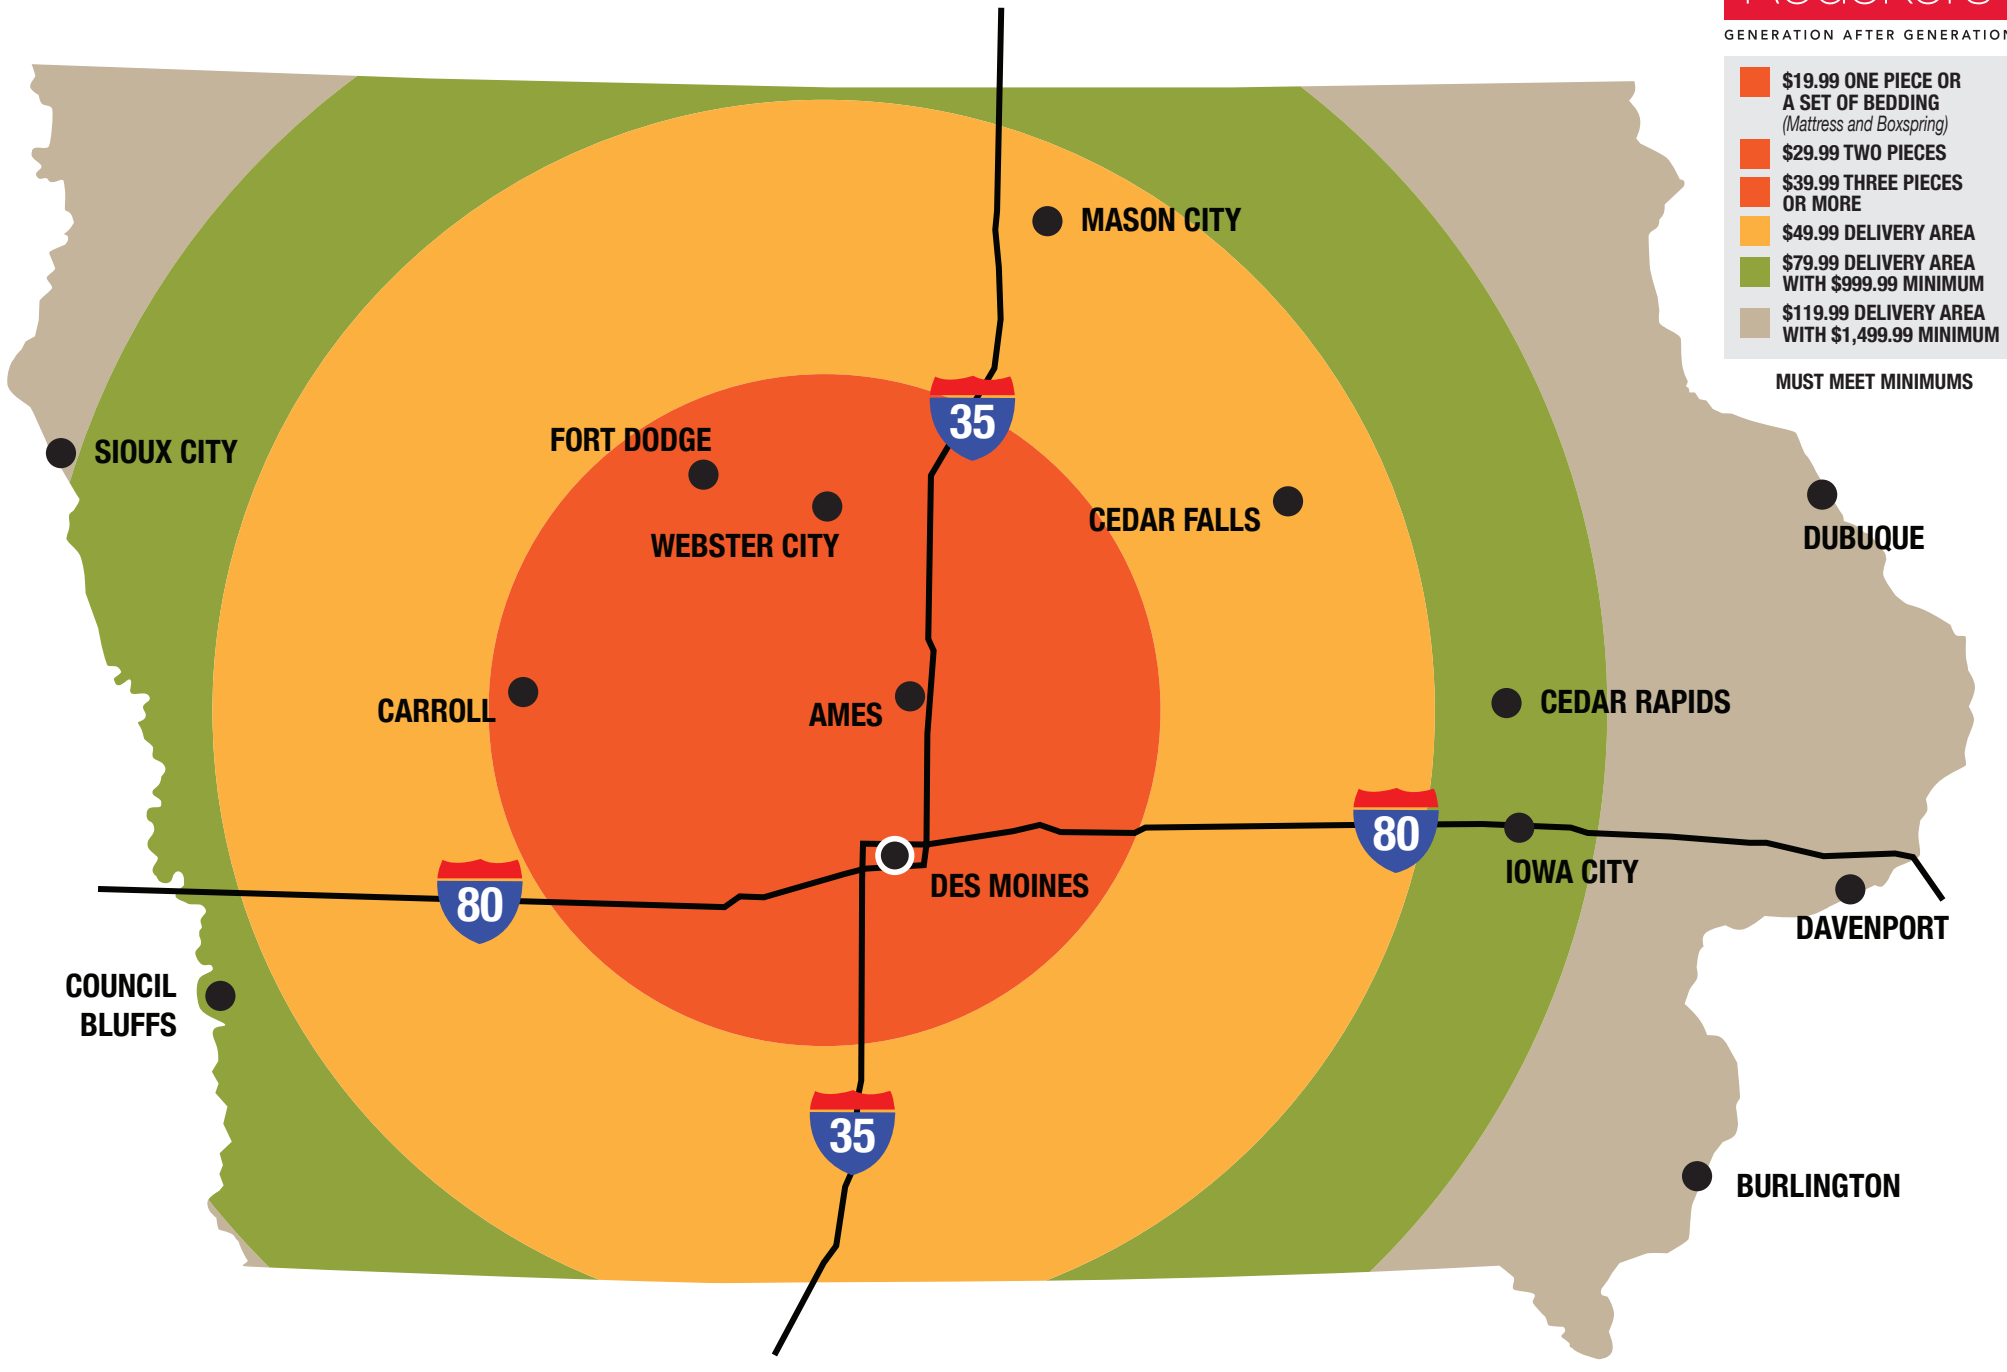 GENERATION AFTER GENERATION
$19.99 ONE PIECE OR
A SET OF BEDDING
(Mattress and Boxspring)
$29.99 TWO PIECES
$39.99 THREE PIECES
OR MORE
$49.99 DELIVERY AREA
$79.99 DELIVERY AREA
WITH $999.99 MINIMUM
$119.99 DELIVERY AREA
WITH $1,499.99 MINIMUM
MUST MEET MINIMUMS
MASON CITY
35
FORT DODGE
SIOUX CITY
WEBSTER CITY
CEDAR FALLS
DUBUQUE
CARROLL
AMES
CEDAR RAPIDS
80
IOWA CITY
DES MOINES
80
DAVENPORT
COUNCIL
BLUFFS
35
BURLINGTON